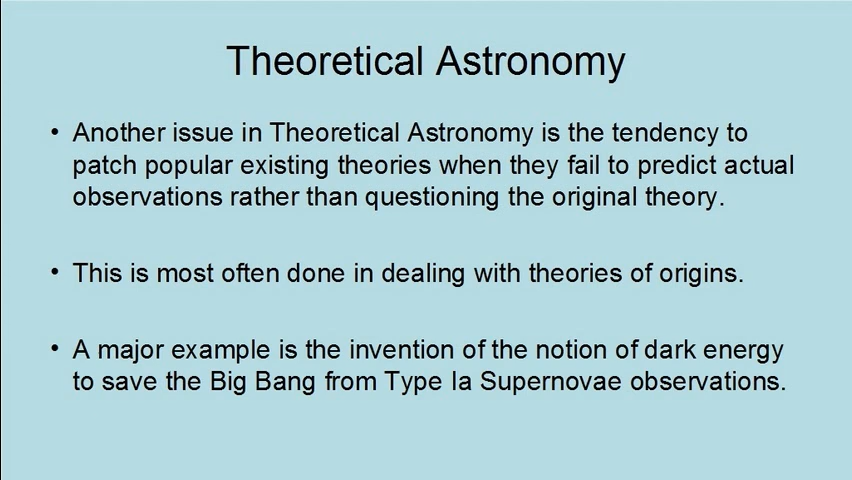 Theoretical Astronomy
• Another issue in Theoretical Astronomy is the tendency to
patch popular existing theories when they fail to predict actual
observations rather than questioning the original theory.
• This is most often done in dealing with theories of origins.
• A major example is the invention of the notion of dark energy
to save the Big Bang from Type Ia Supernovae observations.